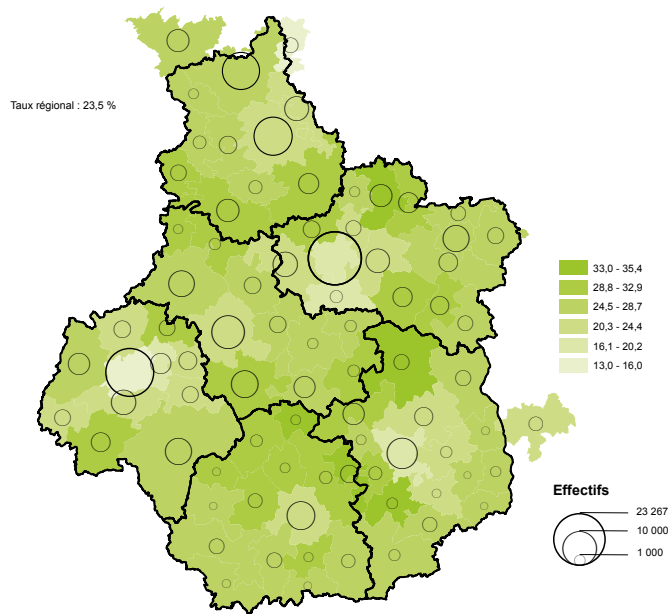 Taux régional : 23,5 %
33,0 - 35,4
28,8 - 32,9
24,5 - 28,7
20,3 - 24,4
16,1 - 20,2
13,0 - 16,0
Effectifs
23 267
10 000
1 000